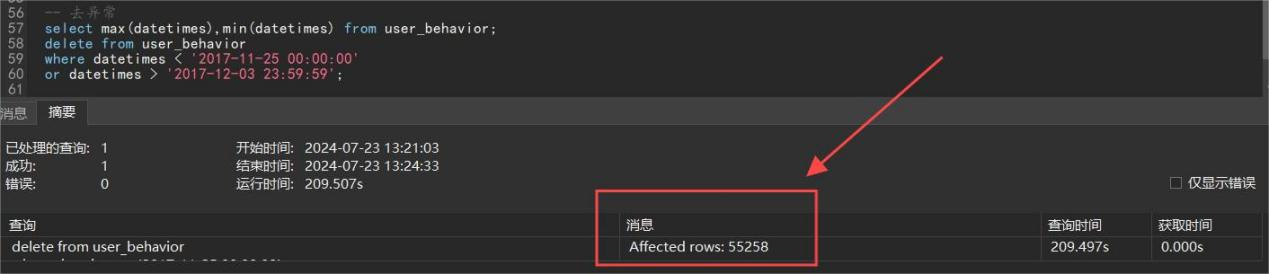 56 -- 去异常
57 select max(datetimes),min(datetimes) from user_behavior;
58 delete from user_behavior
59 where datetimes < '2017-11-25 00:00:00'
60 or datetimes > '2017-12-03 23:59:59';
61
消息 摘要
已处理的查询: 1 开始时间: 2024-07-23 13:21:03
成功: 1 结束时间: 2024-07-23 13:24:33
错误: 0 运行时间: 209.507s
仅显示错误
查询 消息 查询时间 获取时间
delete from user_behavior Affected rows: 55258 209.497s 0.000s